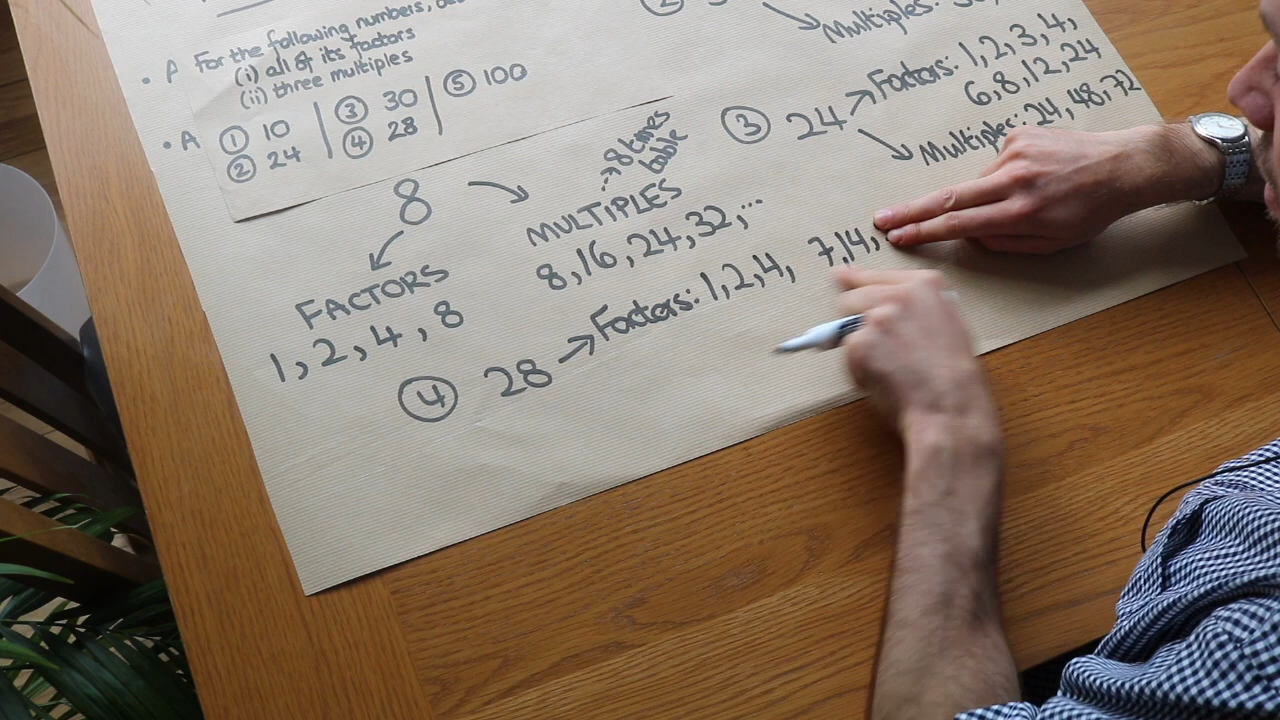 For the following numbers,
(i) all of its factors
(ii) three multiples
① 10
② 24
③ 30
④ 28
⑤ 100
8
FACTORS
1, 2, 4, 8
→ 8 times
table
MULTIPLES
8, 16, 24, 32, ...
②
Multiples:
③ 24 → Factors: 1, 2, 3, 4,
6, 8, 12, 24
Multiples: 24, 48, 72
④ 28 → Factors: 1, 2, 4, 7, 14,